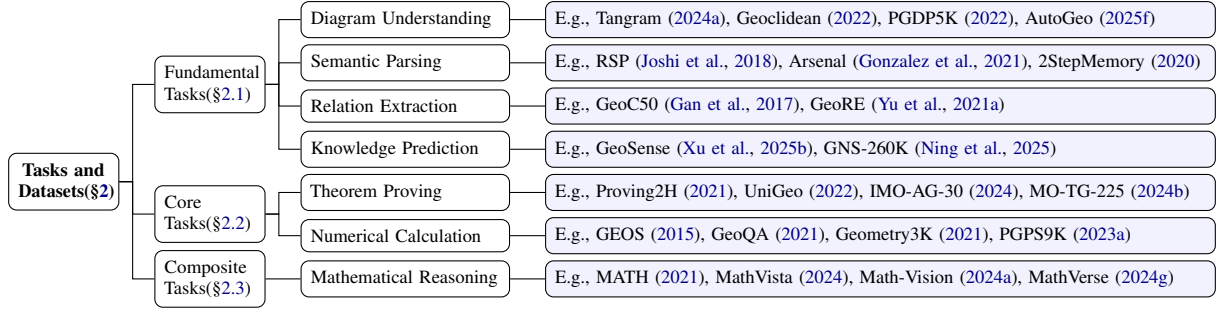 Tasks and
Datasets(§2)
Fundamental
Tasks(§2.1)
Diagram Understanding
E.g., Tangram (2024a), Geoclidean (2022), PGDP5K (2022), AutoGeo (2025f)
Semantic Parsing
E.g., RSP (Joshi et al., 2018), Arsenal (Gonzalez et al., 2021), 2StepMemory (2020)
Relation Extraction
E.g., GeoC50 (Gan et al., 2017), GeoRE (Yu et al., 2021a)
Knowledge Prediction
E.g., GeoSense (Xu et al., 2025b), GNS-260K (Ning et al., 2025)
Core
Tasks(§2.2)
Theorem Proving
E.g., Proving2H (2021), UniGeo (2022), IMO-AG-30 (2024), MO-TG-225 (2024b)
Numerical Calculation
E.g., GEOS (2015), GeoQA (2021), Geometry3K (2021), PGPS9K (2023a)
Composite
Tasks(§2.3)
Mathematical Reasoning
E.g., MATH (2021), MathVista (2024), Math-Vision (2024a), MathVerse (2024g)